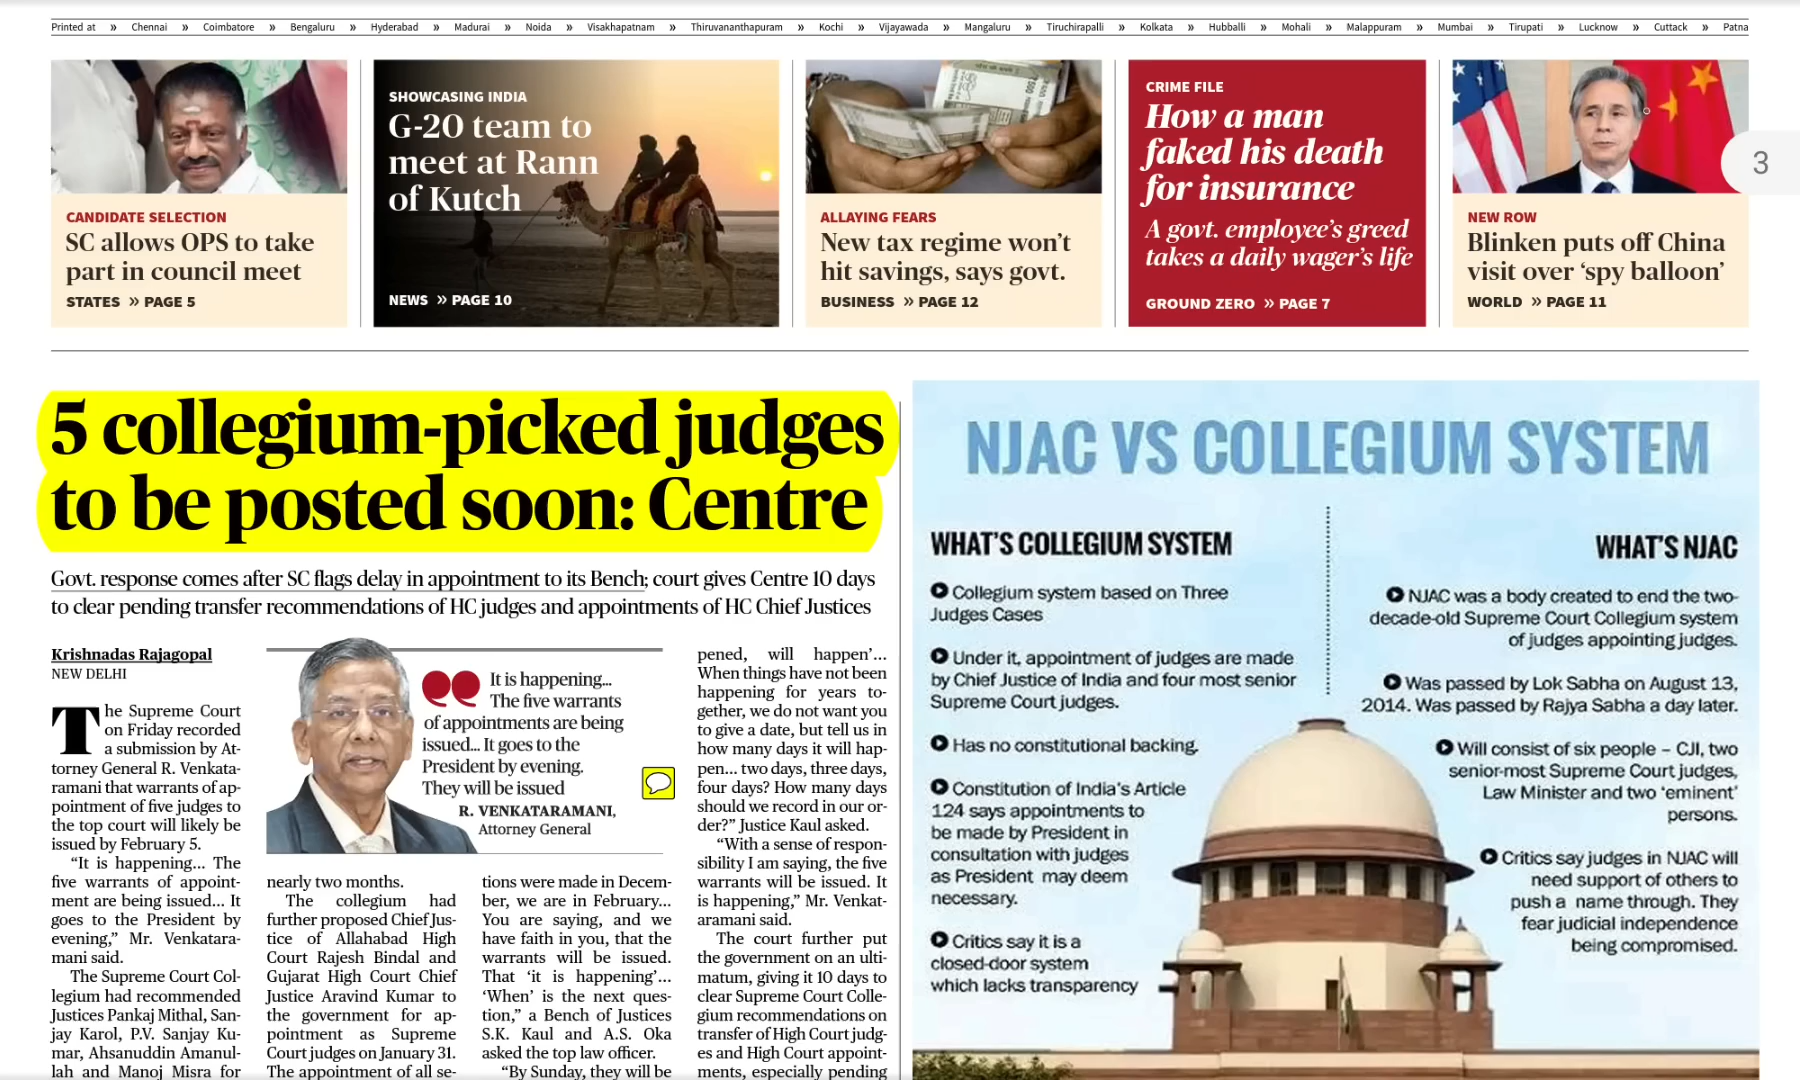 Printed at » Chennai » Coimbatore » Bengaluru » Hyderabad » Madurai » Noida » Visakhapatnam » Thiruvananthapuram » Kochi » Vijayawada » Mangaluru » Tiruchirapalli » Kolkata » Hubballi » Mohali » Malappuram » Mumbai » Tirupati » Lucknow » Cuttack » Patna
CANDIDATE SELECTION
SC allows OPS to take
part in council meet
STATES » PAGE 5
SHOWCASING INDIA
G-20 team to
meet at Rann
of Kutch
NEWS » PAGE 10
ALLAYING FEARS
New tax regime won’t
hit savings, says govt.
BUSINESS » PAGE 12
CRIME FILE
How a man
faked his death
for insurance
A govt. employee’s greed
takes a daily wager’s life
GROUND ZERO » PAGE 7
NEW ROW
Blinken puts off China
visit over ‘spy balloon’
WORLD » PAGE 11
3
5 collegium-picked judges
to be posted soon: Centre
Govt. response comes after SC flags delay in appointment to its Bench; court gives Centre 10 days
to clear pending transfer recommendations of HC judges and appointments of HC Chief Justices
Krishnadas Rajagopal
NEW DELHI
The Supreme Court
on Friday recorded
a submission by At-
torney General R. Venkata-
ramani that warrants of ap-
pointment of five judges to
the top court will likely be
issued by February 5.
“It is happening... The
five warrants of appoint-
ment are being issued... It
goes to the President by
evening,” Mr. Venkatara-
mani said.
The Supreme Court Col-
legium had recommended
Justices Pankaj Mithal, San-
jay Karol, P.V. Sanjay Ku-
mar, Ahsanuddin Amanul-
lah and Manoj Misra for
It is happening...
The five warrants
of appointments are being
issued... It goes to the
President by evening.
They will be issued
R. VENKATARAMANI,
Attorney General
nearly two months.
The collegium had
further proposed Chief Jus-
tice of Allahabad High
Court Rajesh Bindal and
Gujarat High Court Chief
Justice Aravind Kumar to
the government for ap-
pointment as Supreme
Court judges on January 31.
The appointment of all se-
tions were made in Decem-
ber, we are in February...
You are saying, and we
have faith in you, that the
warrants will be issued.
That ‘it is happening’...
‘When’ is the next ques-
tion,” a Bench of Justices
S.K. Kaul and A.S. Oka
asked the top law officer.
“By Sunday, they will be
pened, will happen’...
When things have not been
happening for years to-
gether, we do not want you
to give a date, but tell us in
how many days it will hap-
pen... two days, three days,
four days? How many days
should we record in our or-
der?” Justice Kaul asked.
“With a sense of respon-
sibility I am saying, the five
warrants will be issued. It
is happening,” Mr. Venkat-
aramani said.
The court further put
the government on an ulti-
matum, giving it 10 days to
clear Supreme Court Colle-
gium recommendations on
transfer of High Court judg-
es and High Court appoint-
ments, especially pending
NJAC VS COLLEGIUM SYSTEM
WHAT'S COLLEGIUM SYSTEM
Collegium system based on Three
Judges Cases
Under it, appointment of judges are made
by Chief Justice of India and four most senior
Supreme Court judges.
Has no constitutional backing.
Constitution of India's Article
124 says appointments to
be made by President in
consultation with judges
as President may deem
necessary.
Critics say it is a
closed-door system
which lacks transparency
WHAT'S NJAC
NJAC was a body created to end the two-
decade-old Supreme Court Collegium system
of judges appointing judges.
Was passed by Lok Sabha on August 13,
2014. Was passed by Rajya Sabha a day later.
Will consist of six people – CJI, two
senior-most Supreme Court judges,
Law Minister and two ‘eminent’
persons.
Critics say judges in NJAC will
need support of others to
push a name through. They
fear judicial independence
being compromised.